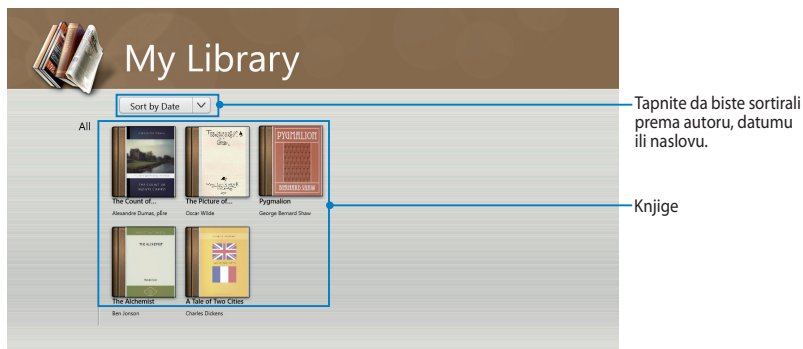 My Library
Sort by Date
Tapnite da biste sortirali
prema autoru, datumu
ili naslovu.
All
PYGMALION
BERNARD SHAW
The Count of...
The Picture of...
Pygmalion
Alexandre Dumas, pÈre
Oscar Wilde
George Bernard Shaw
Knjige
THE ALCHEMIST
The Alchemist
A Tale of Two Cities
Ben Jonson
Charles Dickens